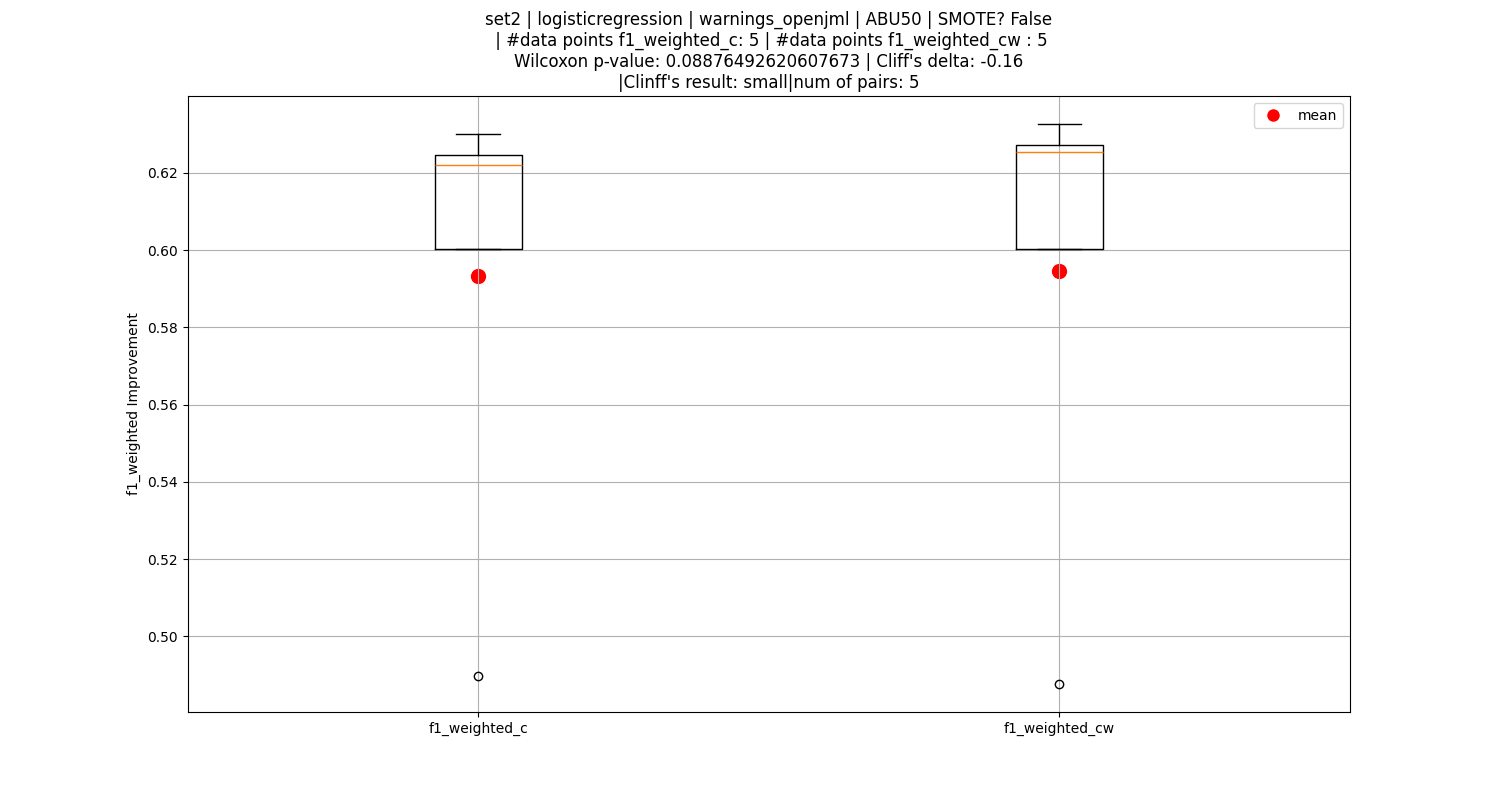 set2 | logisticregression | warnings_openjml | ABU50 | SMOTE? False
| #data points f1_weighted_c: 5 | #data points f1_weighted_cw : 5
Wilcoxon p-value: 0.08876492620607673 | Cliff's delta: -0.16
|Clinff's result: small|num of pairs: 5
mean
f1_weighted Improvement
0.62
0.60
0.58
0.56
0.54
0.52
0.50
f1_weighted_c
f1_weighted_cw